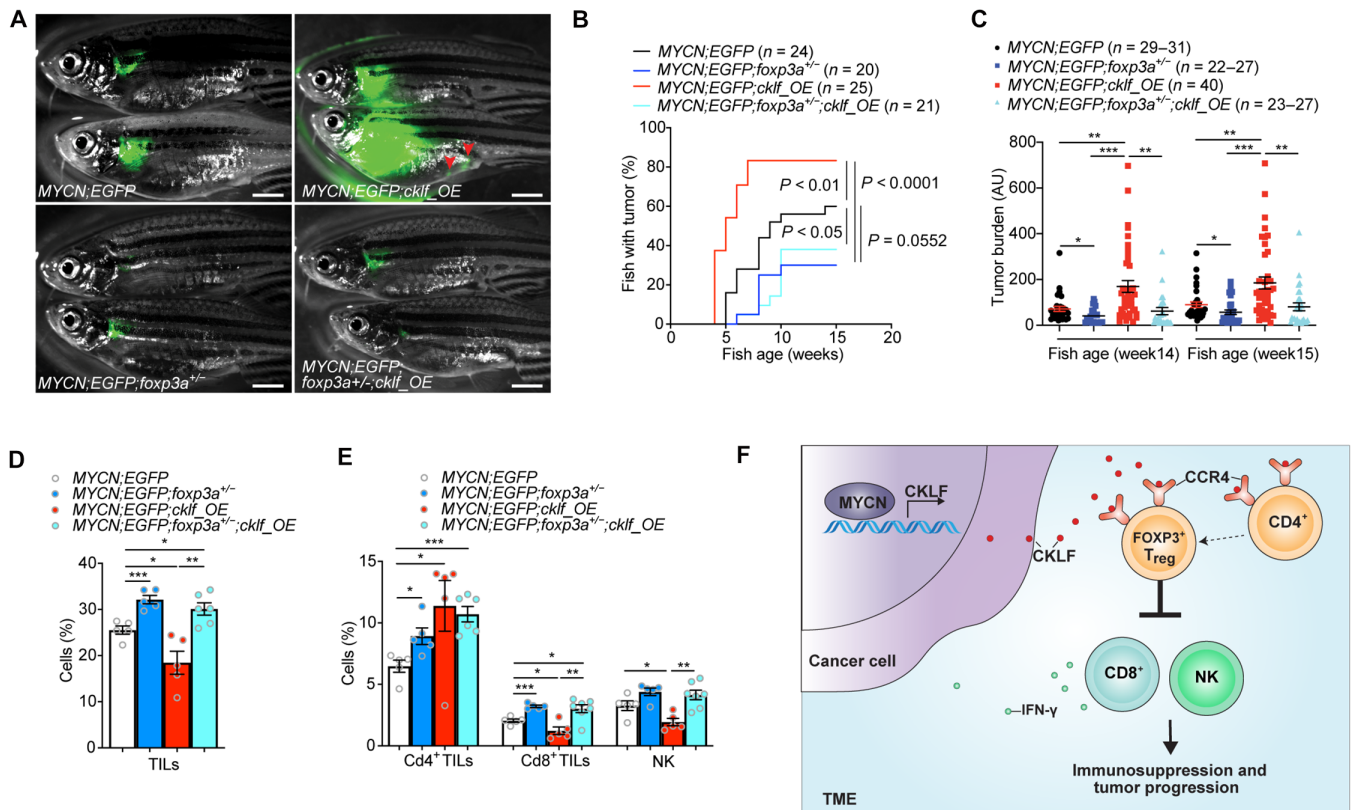 A
MYCN;EGFP
MYCN;EGFP;cklf_OE
MYCN;EGFP;foxp3a+/−
MYCN;EGFP;
foxp3a+/-;cklf_OE
B
MYCN;EGFP (n = 24)
MYCN;EGFP;foxp3a+/− (n = 20)
MYCN;EGFP;cklf_OE (n = 25)
MYCN;EGFP;foxp3a+/−;cklf_OE (n = 21)
Fish with tumor (%)
100
80
60
40
20
0
P < 0.01
P < 0.0001
P < 0.05
P = 0.0552
0 5 10 15 20
Fish age (weeks)
C
MYCN;EGFP (n = 29–31)
MYCN;EGFP;foxp3a+/− (n = 22–27)
MYCN;EGFP;cklf_OE (n = 40)
MYCN;EGFP;foxp3a+/−;cklf_OE (n = 23–27)
Tumor burden (AU)
800
600
400
200
0
** ***  ** *
** *** ** *
Fish age (week14) Fish age (week15)
D
MYCN;EGFP
MYCN;EGFP;foxp3a+/−
MYCN;EGFP;cklf_OE
MYCN;EGFP;foxp3a+/−;cklf_OE
Cells (%)
40
30
20
10
0
*
* **
***
TILs
E
MYCN;EGFP
MYCN;EGFP;foxp3a+/−
MYCN;EGFP;cklf_OE
MYCN;EGFP;foxp3a+/−;cklf_OE
Cells (%)
15
10
5
0
***
*
*
*
* **
***
* **
Cd4+ TILs Cd8+ TILs NK
F
MYCN
CKLF
CKLF
CCR4
FOXP3+
Treg
CD4+
Cancer cell
CD8+
NK
IFN-γ
Immunosuppression and
tumor progression
TME